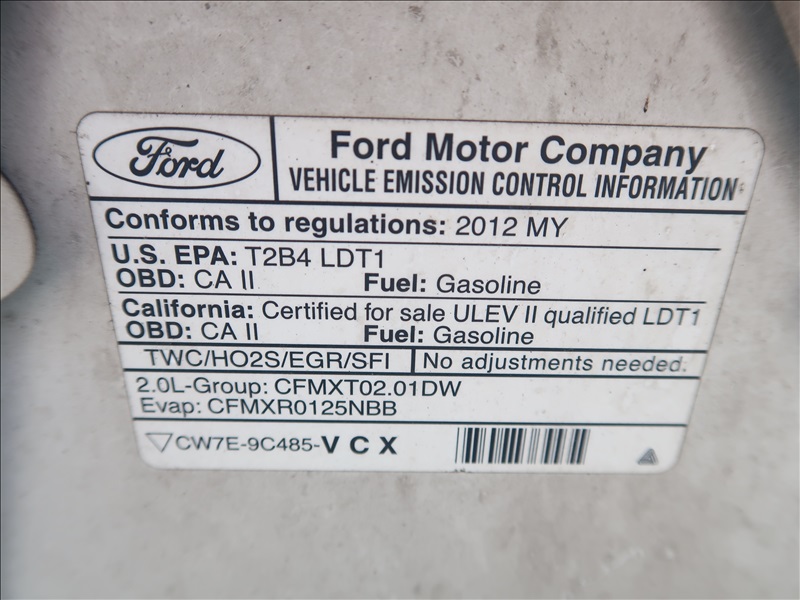 Ford
Ford Motor Company
VEHICLE EMISSION CONTROL INFORMATION
Conforms to regulations: 2012 MY
U.S. EPA: T2B4 LDT1
OBD: CA II Fuel: Gasoline
California: Certified for sale ULEV II qualified LDT1
OBD: CA II Fuel: Gasoline
TWC/HO2S/EGR/SFI No adjustments needed.
2.0L-Group: CFMXT02.01DW
Evap: CFMXR0125NBB
CW7E-9C485-VCX